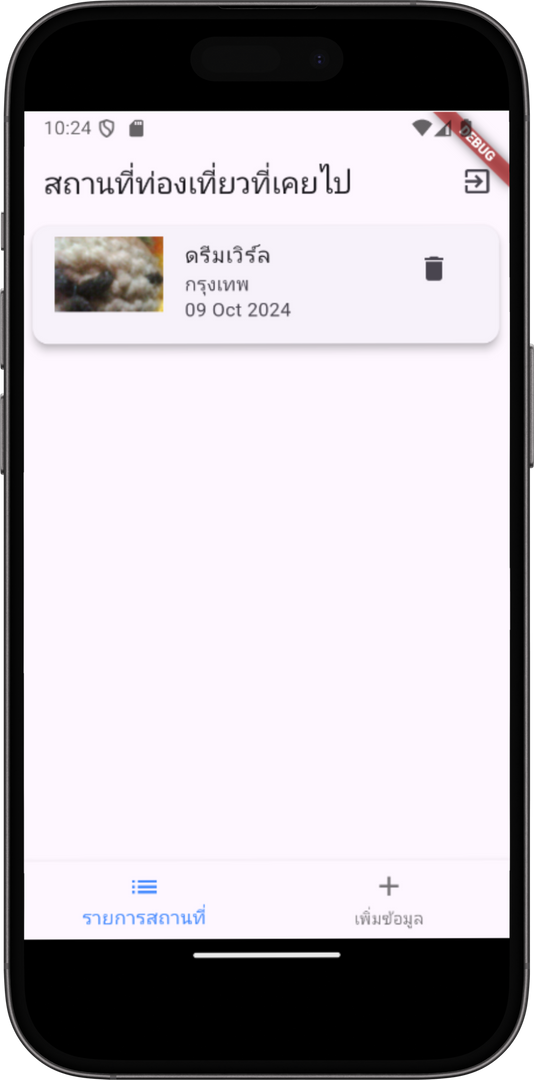 10:24
DEBUG
สถานที่ท่องเที่ยวที่เคยไป
ดรีมเวิร์ล
กรุงเทพ
09 Oct 2024
รายการสถานที่
เพิ่มข้อมูล